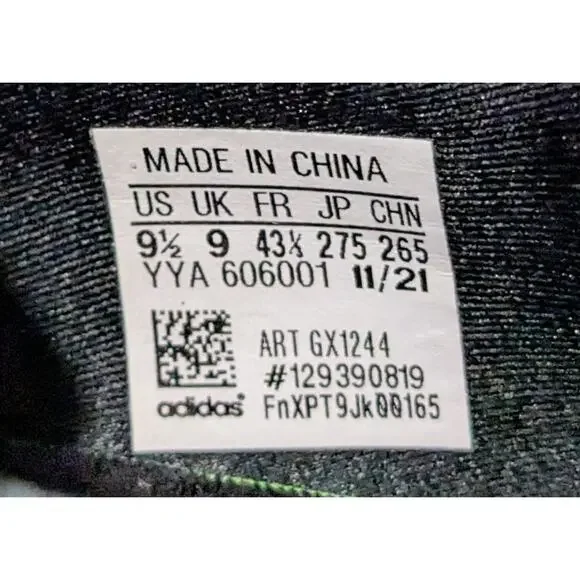 MADE IN CHINA
US UK FR JP CHN
9½ 9 43⅓ 275 265
YYA 606001 11/21
ART GX1244
#129390819
adidas FnXPT9Jk00165